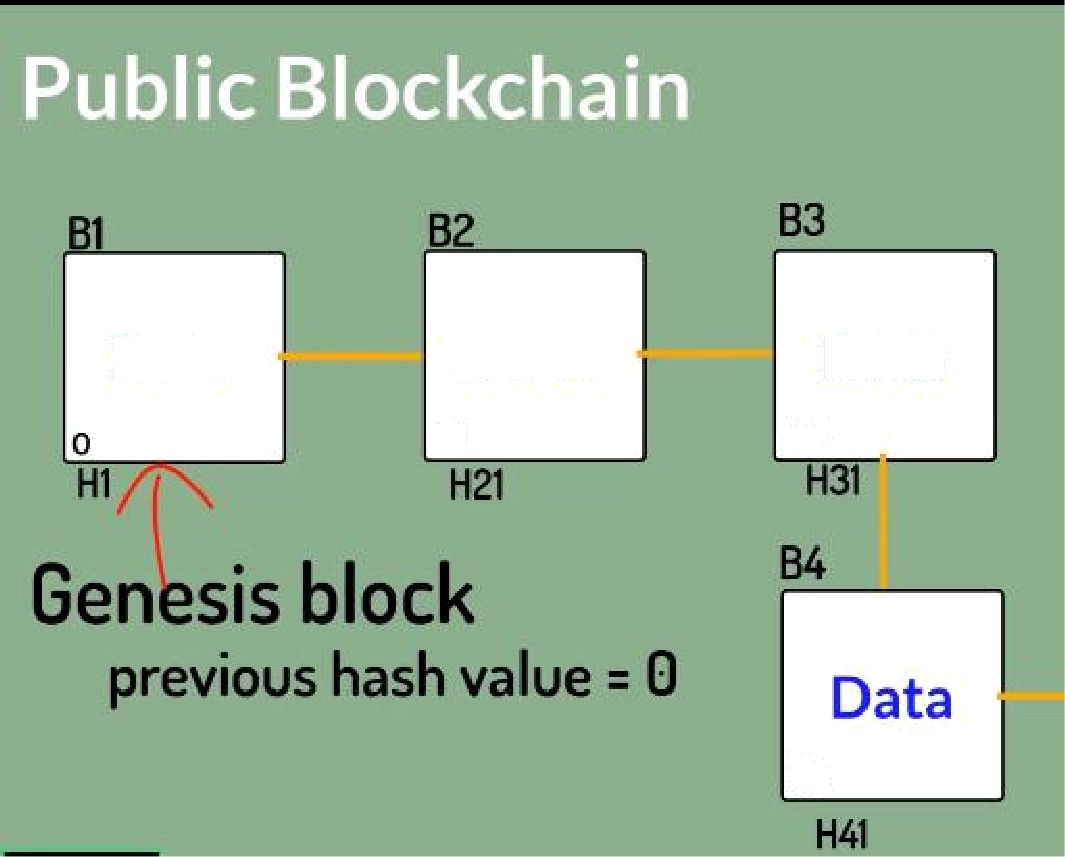 Public Blockchain
B1
B2
B3
0
H1
H21
H31
Genesis block
previous hash value = 0
B4
Data
H41